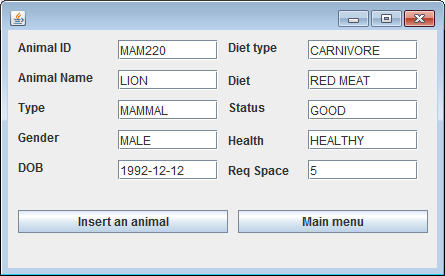 Animal ID MAM220 Diet type CARNIVORE
Animal Name LION Diet RED MEAT
Type MAMMAL Status GOOD
Gender MALE Health HEALTHY
DOB 1992-12-12 Req Space 5
Insert an animal Main menu